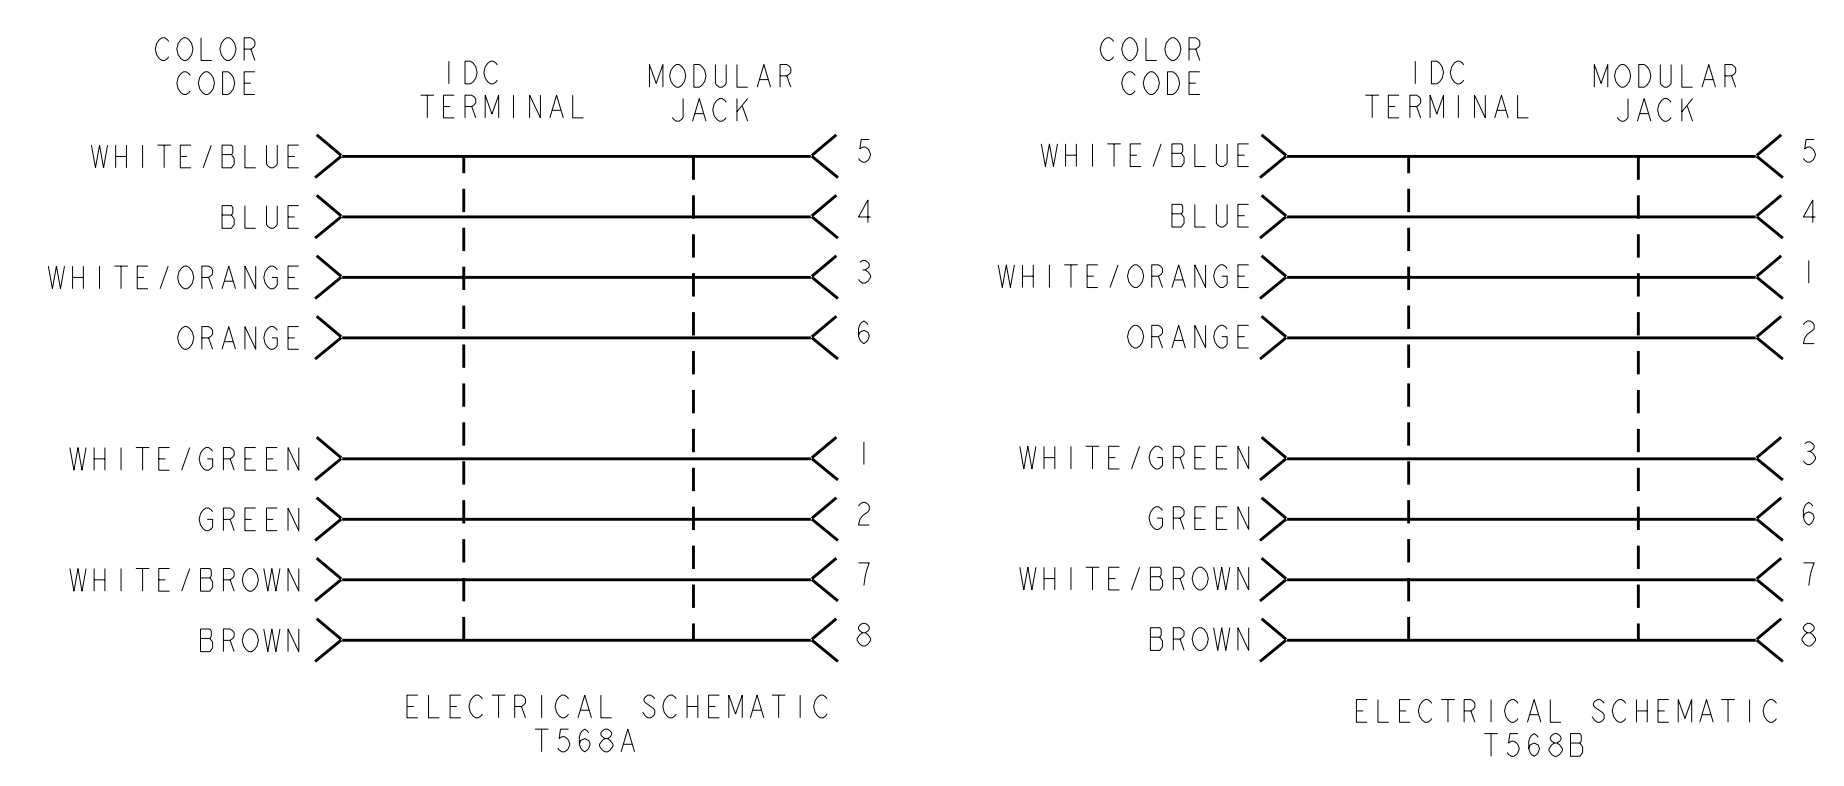 COLOR
CODE
IDC
TERMINAL
MODULAR
JACK
WHITE/BLUE 5
BLUE 4
WHITE/ORANGE 3
ORANGE 6
WHITE/GREEN 1
GREEN 2
WHITE/BROWN 7
BROWN 8
ELECTRICAL SCHEMATIC
T568A
COLOR
CODE
IDC
TERMINAL
MODULAR
JACK
WHITE/BLUE 5
BLUE 4
WHITE/ORANGE 1
ORANGE 2
WHITE/GREEN 3
GREEN 6
WHITE/BROWN 7
BROWN 8
ELECTRICAL SCHEMATIC
T568B